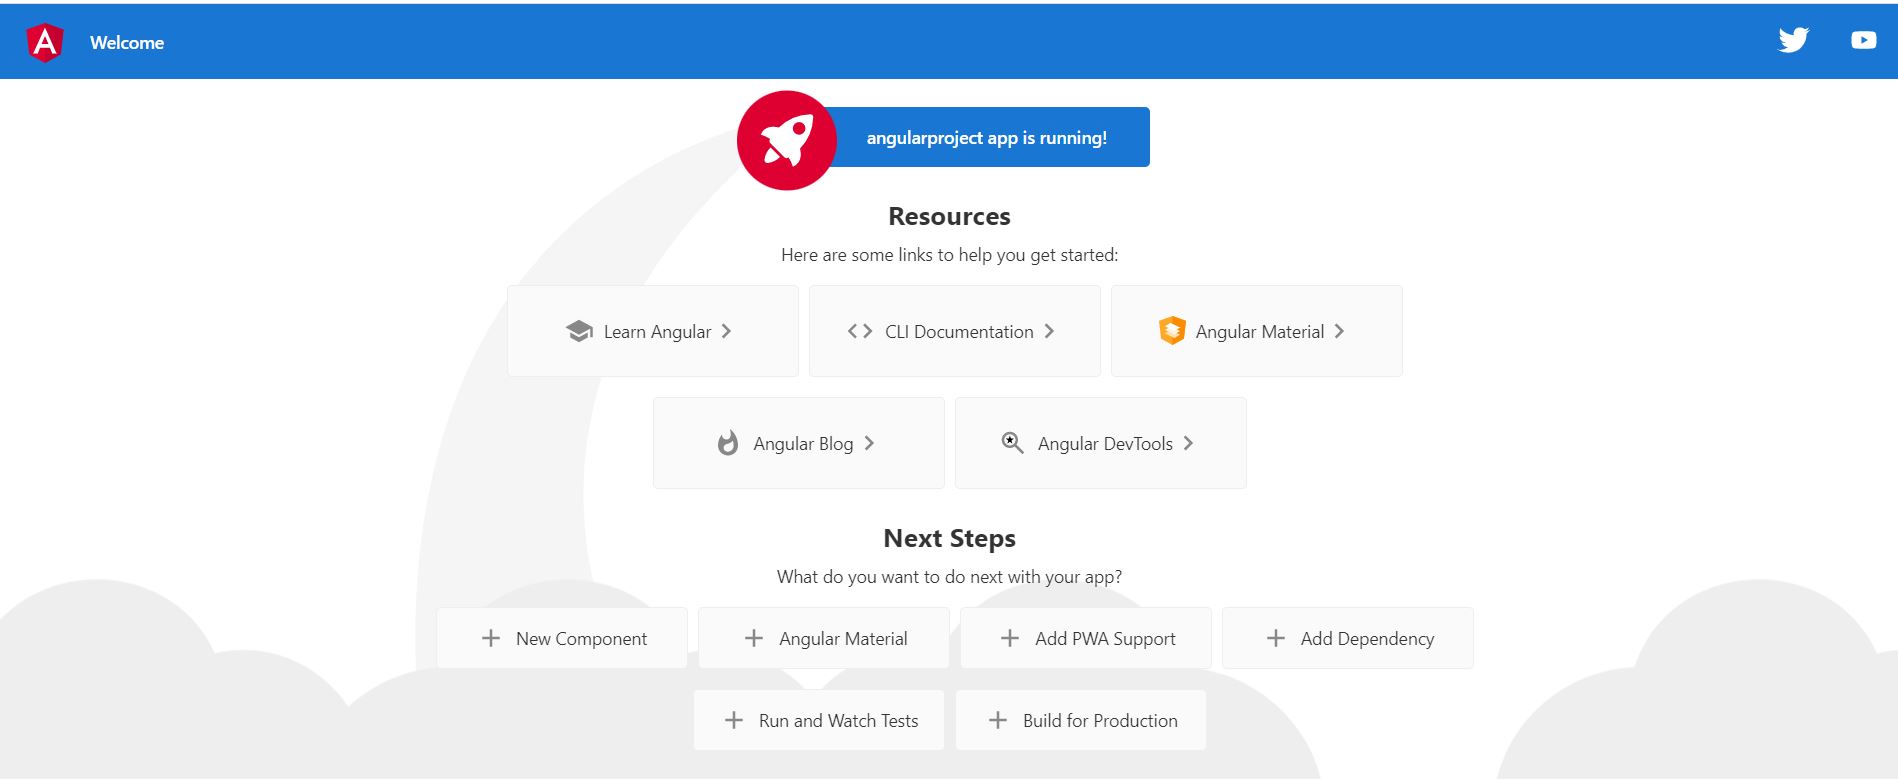 Welcome
angularproject app is running!
Resources
Here are some links to help you get started:
Learn Angular
CLI Documentation
Angular Material
Angular Blog
Angular DevTools
Next Steps
What do you want to do next with your app?
New Component
Angular Material
Add PWA Support
Add Dependency
Run and Watch Tests
Build for Production